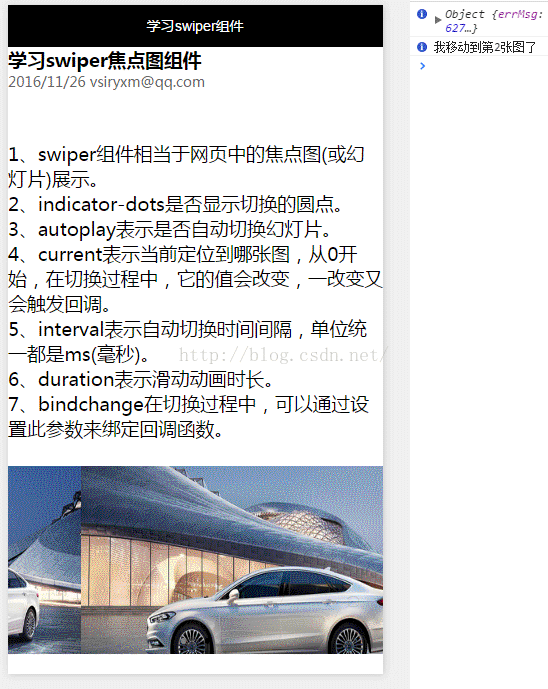 学习swiper组件
学习swiper焦点图组件
2016/11/26 vsiryxm@qq.com
1、swiper组件相当于网页中的焦点图(或幻
灯片)展示。
2、indicator-dots是否显示切换的圆点。
3、autoplay表示是否自动切换幻灯片。
4、current表示当前定位到哪张图，从0开
始，在切换过程中，它的值会改变，一改变又
会触发回调。
5、interval表示自动切换时间间隔，单位统
一都是ms(毫秒)。
http://blog.csdn.net/
6、duration表示滑动动画时长。
7、bindchange在切换过程中，可以通过设
置此参数来绑定回调函数。
Object {errMsg:
627…}
我移动到第2张图了